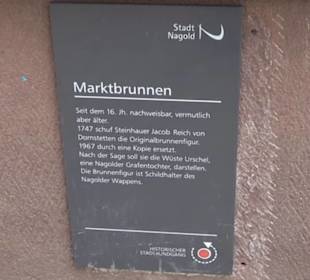 Stadt
Nagold
Marktbrunnen
Seit dem 16. Jh. nachweisbar, vermutlich
aber älter.
1747 schuf Steinhauer Jacob Reich von
Dornstetten die Originalbrunnenfigur.
1967 durch eine Kopie ersetzt.
Nach der Sage soll sie die Wüste Urschel,
eine Nagolder Grafentochter, darstellen.
Die Brunnenfigur ist Schildhalter des
Nagolder Wappens.
HISTORISCHER
STADTRUNDGANG